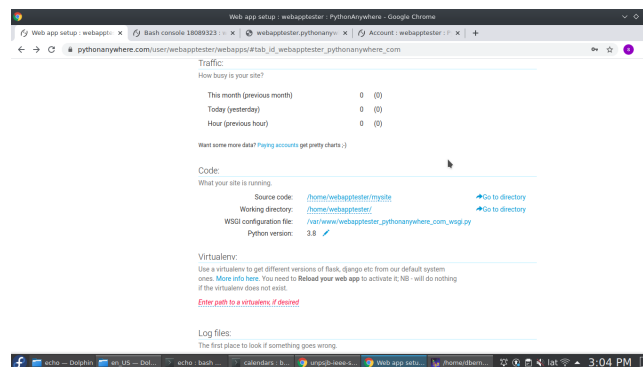 Web app setup : webapptester : PythonAnywhere - Google Chrome
Web app setup : webappte
Bash console 18089323 :
webapptester.pythonanyw
Account : webapptester : P
pythonanywhere.com/user/webapptester/webapps/#tab_id_webapptester_pythonanywhere_com
Traffic:
How busy is your site?
This month (previous month) 0 (0)
Today (yesterday) 0 (0)
Hour (previous hour) 0 (0)
Want some more data? Paying accounts get pretty charts ;-)
Code:
What your site is running.
Source code: /home/webapptester/mysite Go to directory
Working directory: /home/webapptester/ Go to directory
WSGI configuration file: /var/www/webapptester_pythonanywhere_com_wsgi.py
Python version: 3.8
Virtualenv:
Use a virtualenv to get different versions of flask, django etc from our default system
ones. More info here. You need to Reload your web app to activate it; NB - will do nothing
if the virtualenv does not exist.
Enter path to a virtualenv, if desired
Log files:
The first place to look if something goes wrong.
echo — Dolphin
en_US — Dol...
echo : bash ...
calendars : b...
unpsjb-ieee-s...
Web app setu...
/home/dbern...
lat
3:04 PM